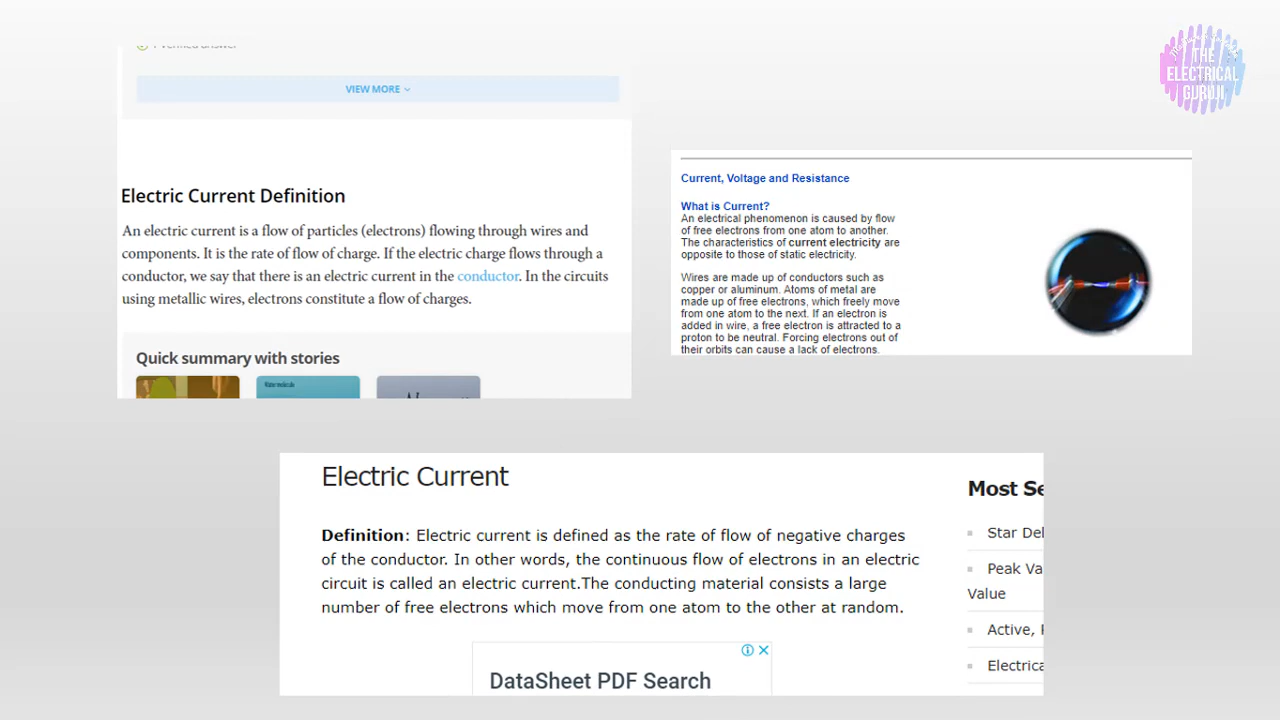 THE
ELECTRICAL
GURUJI
VIEW MORE
Electric Current Definition
An electric current is a flow of particles (electrons) flowing through wires and
components. It is the rate of flow of charge. If the electric charge flows through a
conductor, we say that there is an electric current in the conductor. In the circuits
using metallic wires, electrons constitute a flow of charges.
Quick summary with stories
Water molecule
Current, Voltage and Resistance
What is Current?
An electrical phenomenon is caused by flow
of free electrons from one atom to another.
The characteristics of current electricity are
opposite to those of static electricity.
Wires are made up of conductors such as
copper or aluminum. Atoms of metal are
made up of free electrons, which freely move
from one atom to the next. If an electron is
added in wire, a free electron is attracted to a
proton to be neutral. Forcing electrons out of
their orbits can cause a lack of electrons.
Electric Current
Definition: Electric current is defined as the rate of flow of negative charges
of the conductor. In other words, the continuous flow of electrons in an electric
circuit is called an electric current.The conducting material consists a large
number of free electrons which move from one atom to the other at random.
DataSheet PDF Search
Most Se
Star Del
Peak Va
Value
Active,
Electrica